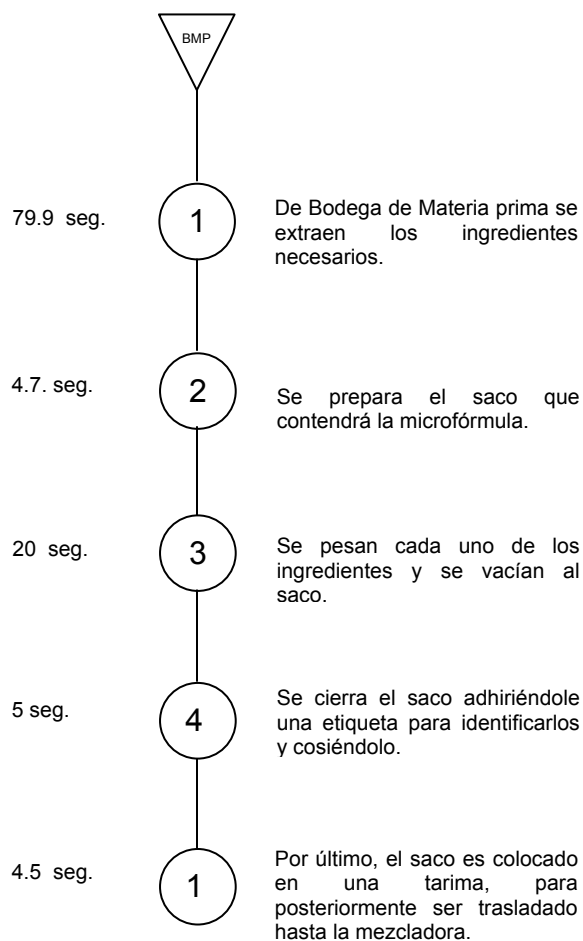 BMP
79.9 seg.
1
De Bodega de Materia prima se
extraen los ingredientes
necesarios.
4.7. seg.
2
Se prepara el saco que
contendrá la microfórmula.
20 seg.
3
Se pesan cada uno de los
ingredientes y se vacían al
saco.
5 seg.
4
Se cierra el saco adhiriéndole
una etiqueta para identificarlos
y cosiéndolo.
4.5 seg.
1
Por último, el saco es colocado
en una tarima, para
posteriormente ser trasladado
hasta la mezcladora.